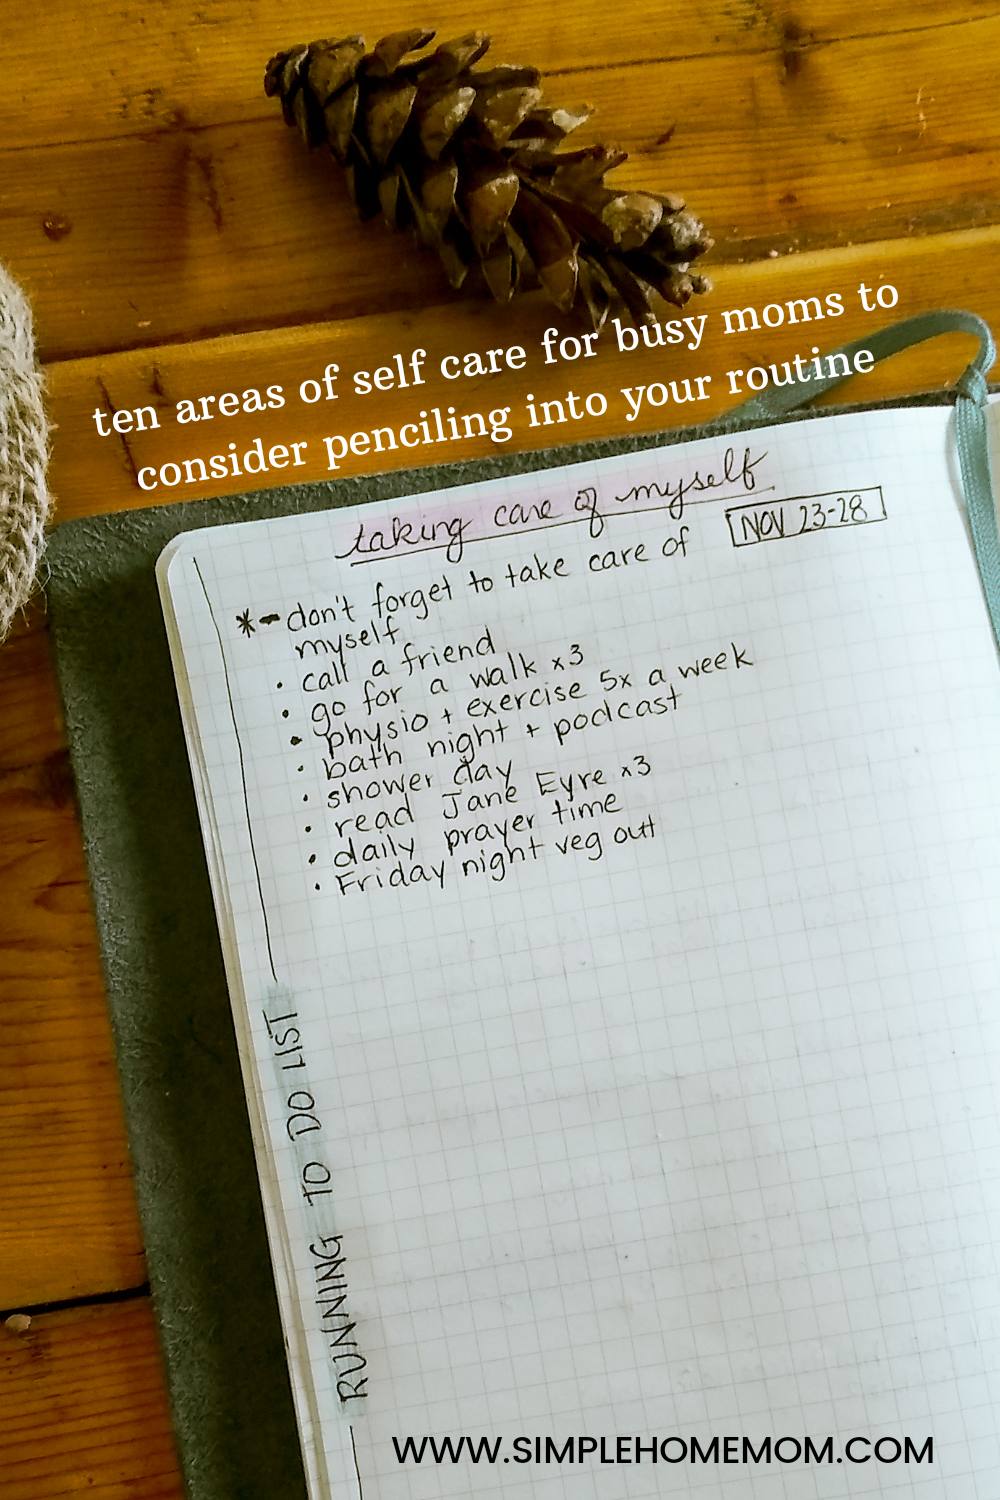 ten areas of self care for busy moms to
consider penciling into your routine
taking care of myself
NOV 23-28
*- don't forget to take care of
myself
• call a friend
• go for a walk x3
• physio + exercise 5x a week
• bath night + podcast
• shower day
• read Jane Eyre x3
• daily prayer time
• Friday night veg out
RUNNING TO DO LIST
WWW.SIMPLEHOMEMOM.COM